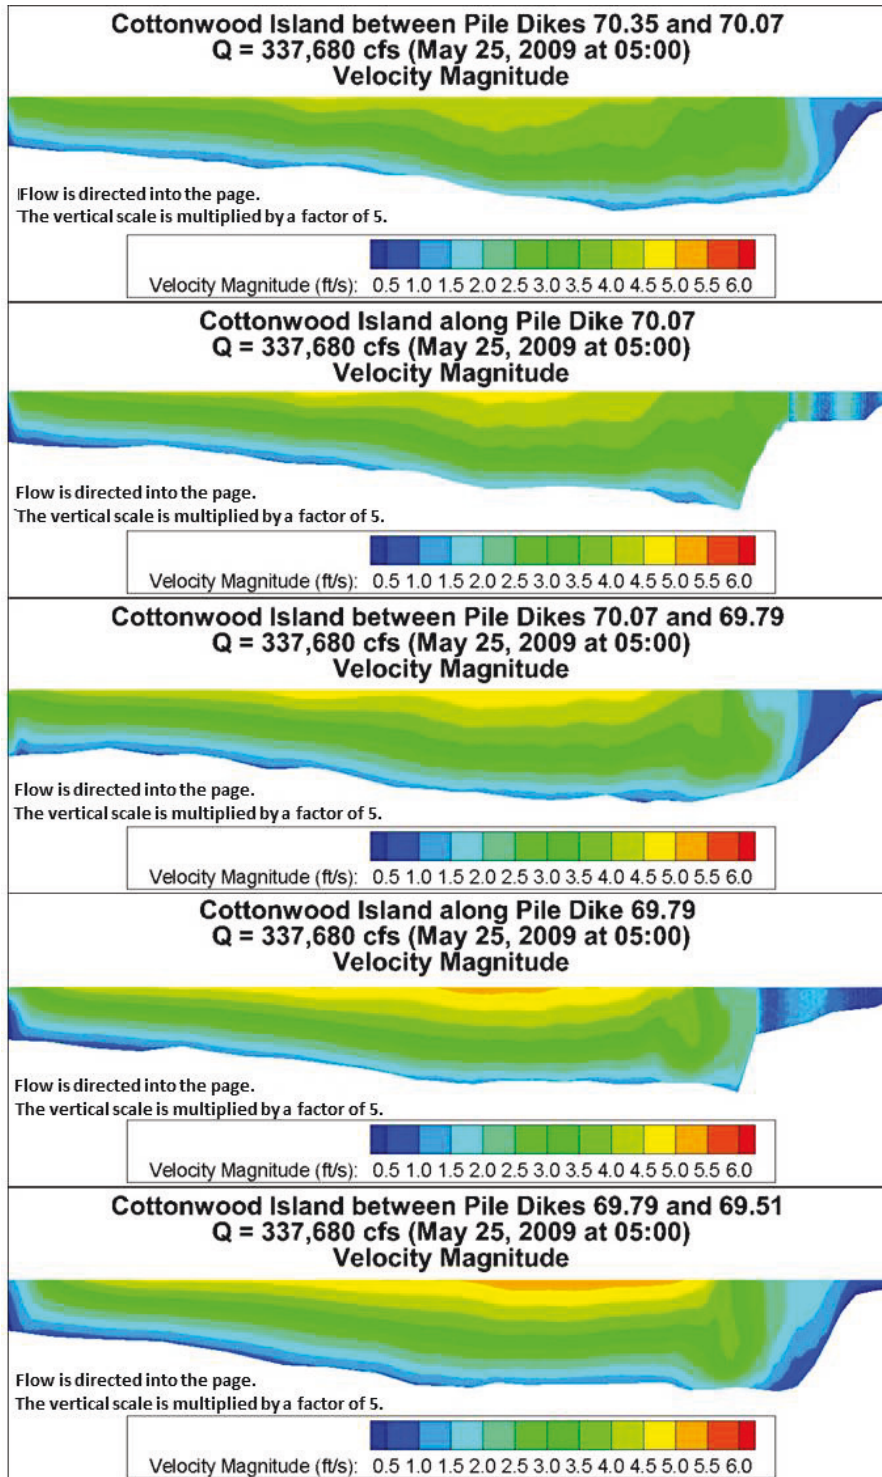 Cottonwood Island between Pile Dikes 70.35 and 70.07
Q = 337,680 cfs (May 25, 2009 at 05:00)
Velocity Magnitude
Flow is directed into the page.
The vertical scale is multiplied by a factor of 5.
Velocity Magnitude (ft/s): 0.5 1.0 1.5 2.0 2.5 3.0 3.5 4.0 4.5 5.0 5.5 6.0
Cottonwood Island along Pile Dike 70.07
Q = 337,680 cfs (May 25, 2009 at 05:00)
Velocity Magnitude
Flow is directed into the page.
The vertical scale is multiplied by a factor of 5.
Velocity Magnitude (ft/s): 0.5 1.0 1.5 2.0 2.5 3.0 3.5 4.0 4.5 5.0 5.5 6.0
Cottonwood Island between Pile Dikes 70.07 and 69.79
Q = 337,680 cfs (May 25, 2009 at 05:00)
Velocity Magnitude
Flow is directed into the page.
The vertical scale is multiplied by a factor of 5.
Velocity Magnitude (ft/s): 0.5 1.0 1.5 2.0 2.5 3.0 3.5 4.0 4.5 5.0 5.5 6.0
Cottonwood Island along Pile Dike 69.79
Q = 337,680 cfs (May 25, 2009 at 05:00)
Velocity Magnitude
Flow is directed into the page.
The vertical scale is multiplied by a factor of 5.
Velocity Magnitude (ft/s): 0.5 1.0 1.5 2.0 2.5 3.0 3.5 4.0 4.5 5.0 5.5 6.0
Cottonwood Island between Pile Dikes 69.79 and 69.51
Q = 337,680 cfs (May 25, 2009 at 05:00)
Velocity Magnitude
Flow is directed into the page.
The vertical scale is multiplied by a factor of 5.
Velocity Magnitude (ft/s): 0.5 1.0 1.5 2.0 2.5 3.0 3.5 4.0 4.5 5.0 5.5 6.0